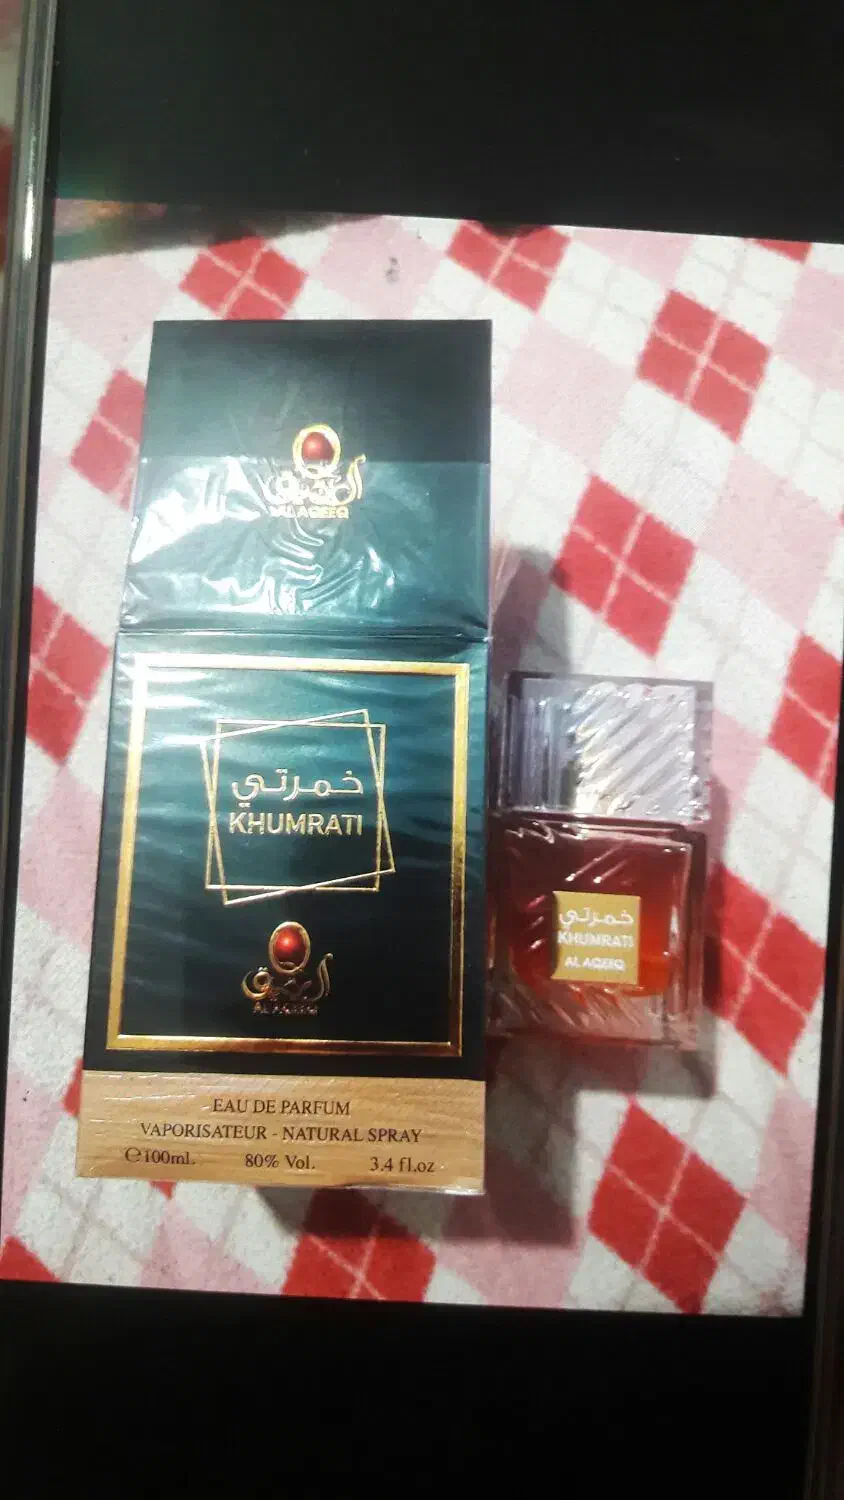 العقيق
AL AQEEQ
خمرتي
KHUMRATI
العقيق
AL AQEEQ
EAU DE PARFUM
VAPORISATEUR - NATURAL SPRAY
℮100mL 80% Vol. 3.4 fl.oz
خمرتي
KHUMRATI
AL AQEEQ